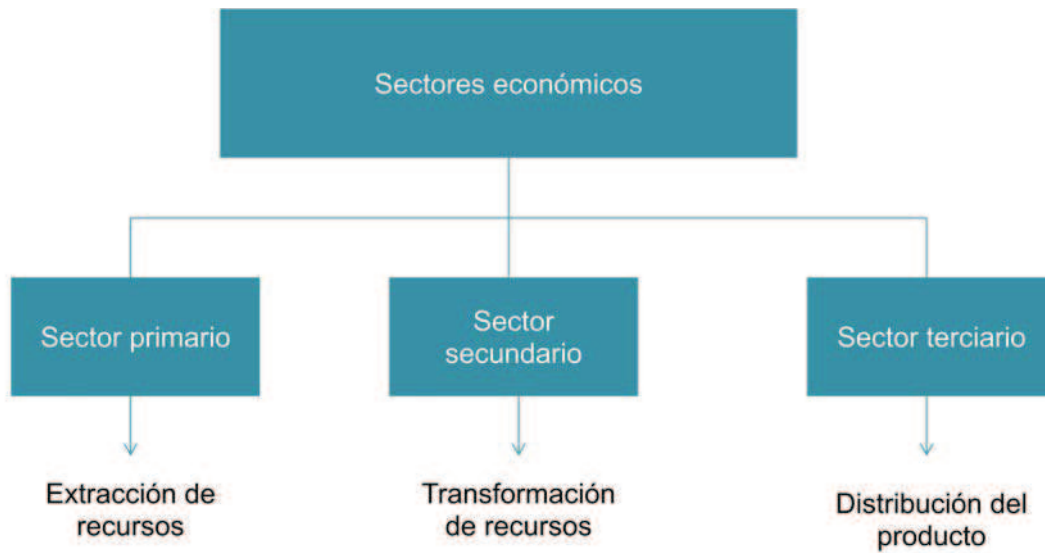 Sectores económicos
Sector primario
Sector
secundario
Sector terciario
Extracción de
recursos
Transformación
de recursos
Distribución del
producto